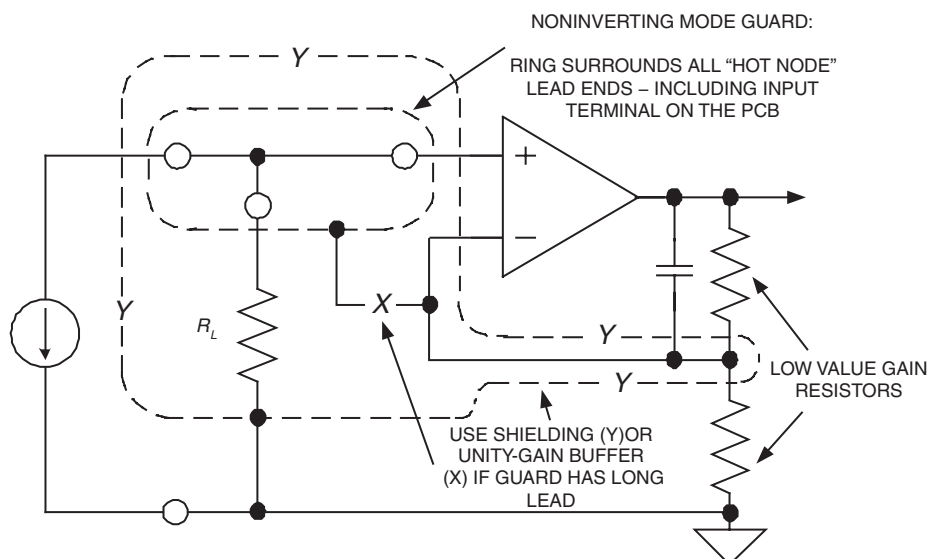 NONINVERTING MODE GUARD:
RING SURROUNDS ALL “HOT NODE”
LEAD ENDS – INCLUDING INPUT
TERMINAL ON THE PCB
Y
+
−
X
Y
R_L
Y
Y
LOW VALUE GAIN
RESISTORS
USE SHIELDING (Y)OR
UNITY-GAIN BUFFER
(X) IF GUARD HAS LONG
LEAD